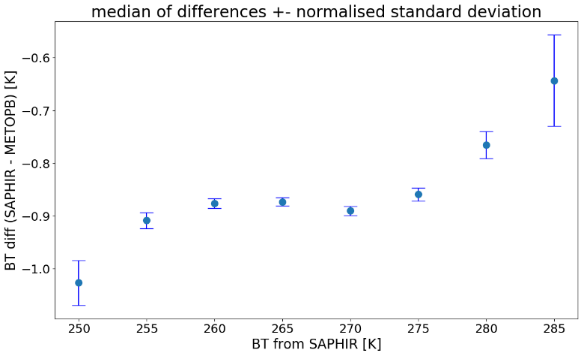 median of differences +- normalised standard deviation
BT diff (SAPHIR - METOPB) [K]
−0.6
−0.7
−0.8
−0.9
−1.0
250 255 260 265 270 275 280 285
BT from SAPHIR [K]